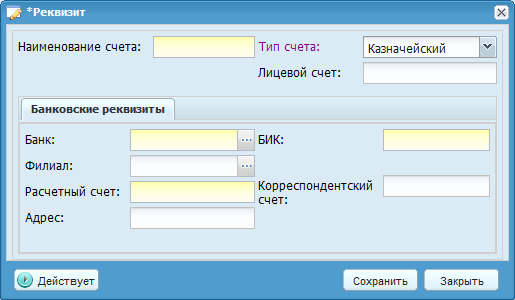 *Реквизит
Наименование счета: Тип счета: Казначейский
Лицевой счет:
Банковские реквизиты
Банк: ... БИК:
Филиал: ...
Расчетный счет: Корреспондентский счет:
Адрес:
Действует Сохранить Закрыть